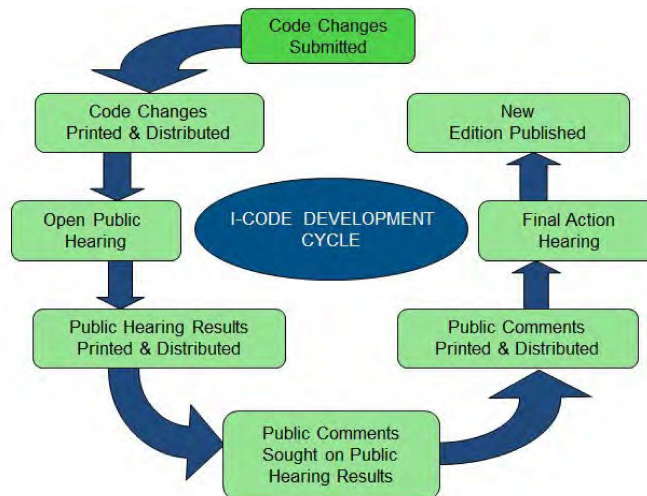 Code Changes
Submitted
Code Changes
Printed & Distributed
New
Edition Published
Open Public
Hearing
I-CODE DEVELOPMENT
CYCLE
Final Action
Hearing
Public Hearing Results
Printed & Distributed
Public Comments
Printed & Distributed
Public Comments
Sought on Public
Hearing Results